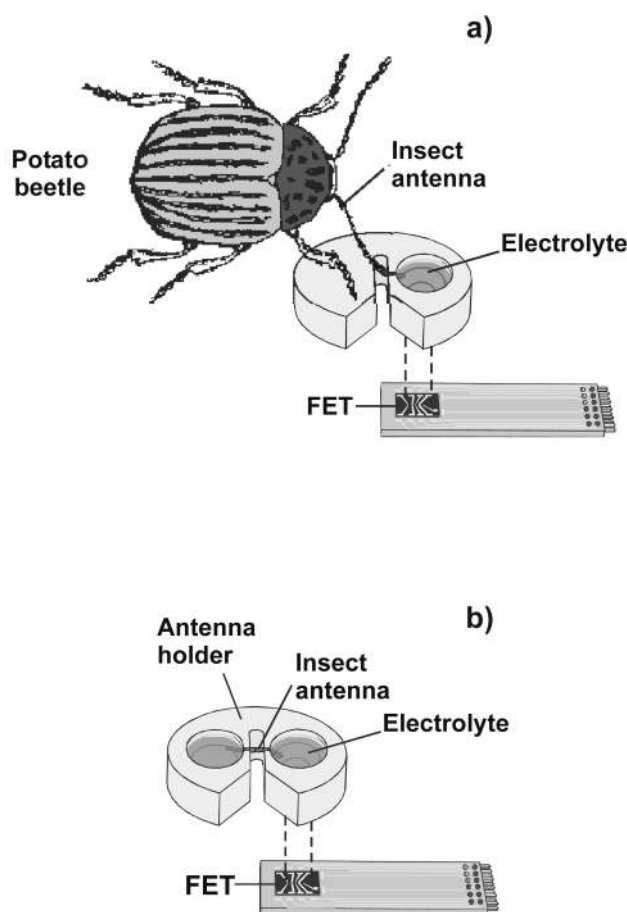 a)
Potato
beetle
Insect
antenna
Electrolyte
FET
b)
Antenna
holder
Insect
antenna
Electrolyte
FET